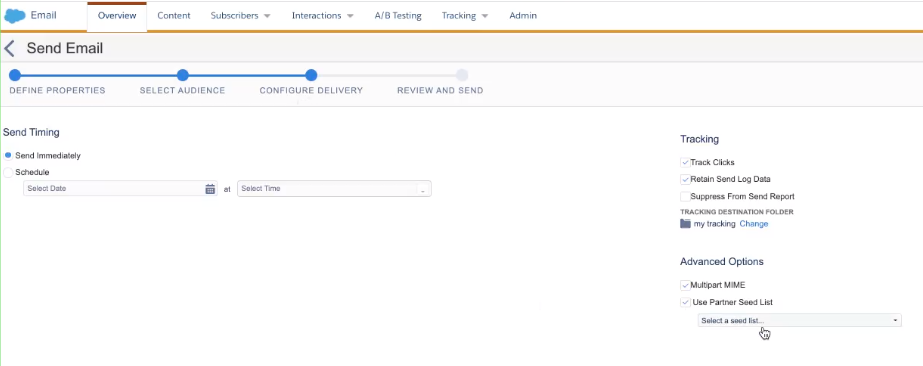 Email Overview Content Subscribers Interactions A/B Testing Tracking Admin
Send Email
DEFINE PROPERTIES SELECT AUDIENCE CONFIGURE DELIVERY REVIEW AND SEND
Send Timing
Send Immediately
Schedule
Select Date at Select Time
Tracking
Track Clicks
Retain Send Log Data
Suppress From Send Report
TRACKING DESTINATION FOLDER
my tracking Change
Advanced Options
Multipart MIME
Use Partner Seed List
Select a seed list...